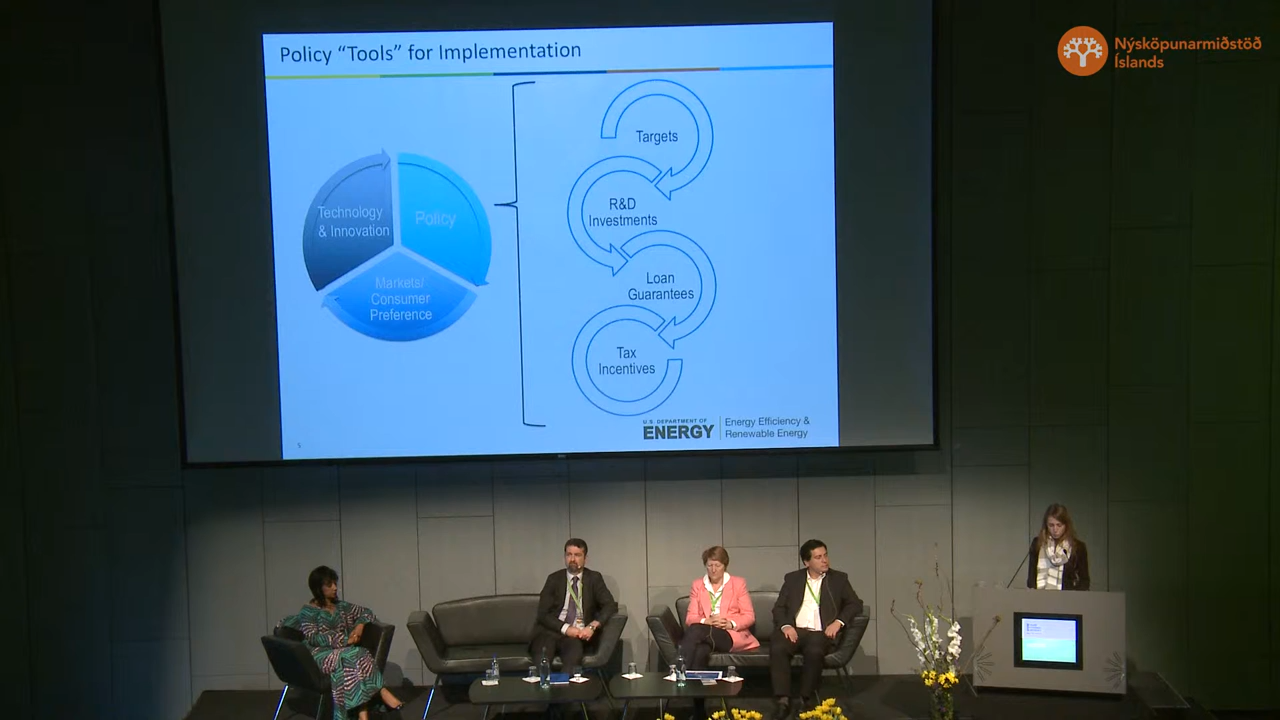 Policy "Tools" for Implementation
Technology
& Innovation
Policy
Markets/
Consumer
Preference
Targets
R&D
Investments
Loan
Guarantees
Tax
Incentives
5
U.S. DEPARTMENT OF
ENERGY
Energy Efficiency &
Renewable Energy
Nýsköpunarmiðstöð
Íslands